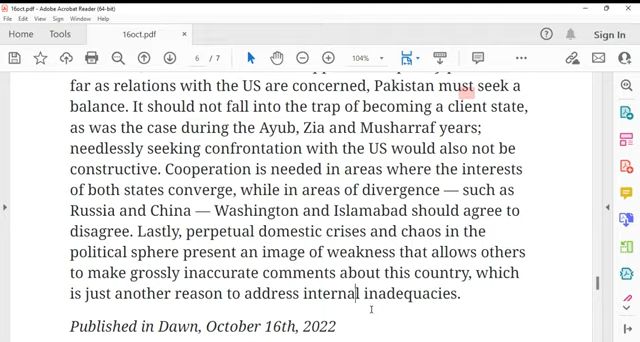 16oct.pdf - Adobe Acrobat Reader (64-bit)
File Edit View Sign Window Help
Home Tools 16oct.pdf × Sign In
6 / 7 104%
far as relations with the US are concerned, Pakistan must seek a
balance. It should not fall into the trap of becoming a client state,
as was the case during the Ayub, Zia and Musharraf years;
needlessly seeking confrontation with the US would also not be
constructive. Cooperation is needed in areas where the interests
of both states converge, while in areas of divergence — such as
Russia and China — Washington and Islamabad should agree to
disagree. Lastly, perpetual domestic crises and chaos in the
political sphere present an image of weakness that allows others
to make grossly inaccurate comments about this country, which
is just another reason to address internal inadequacies.
Published in Dawn, October 16th, 2022